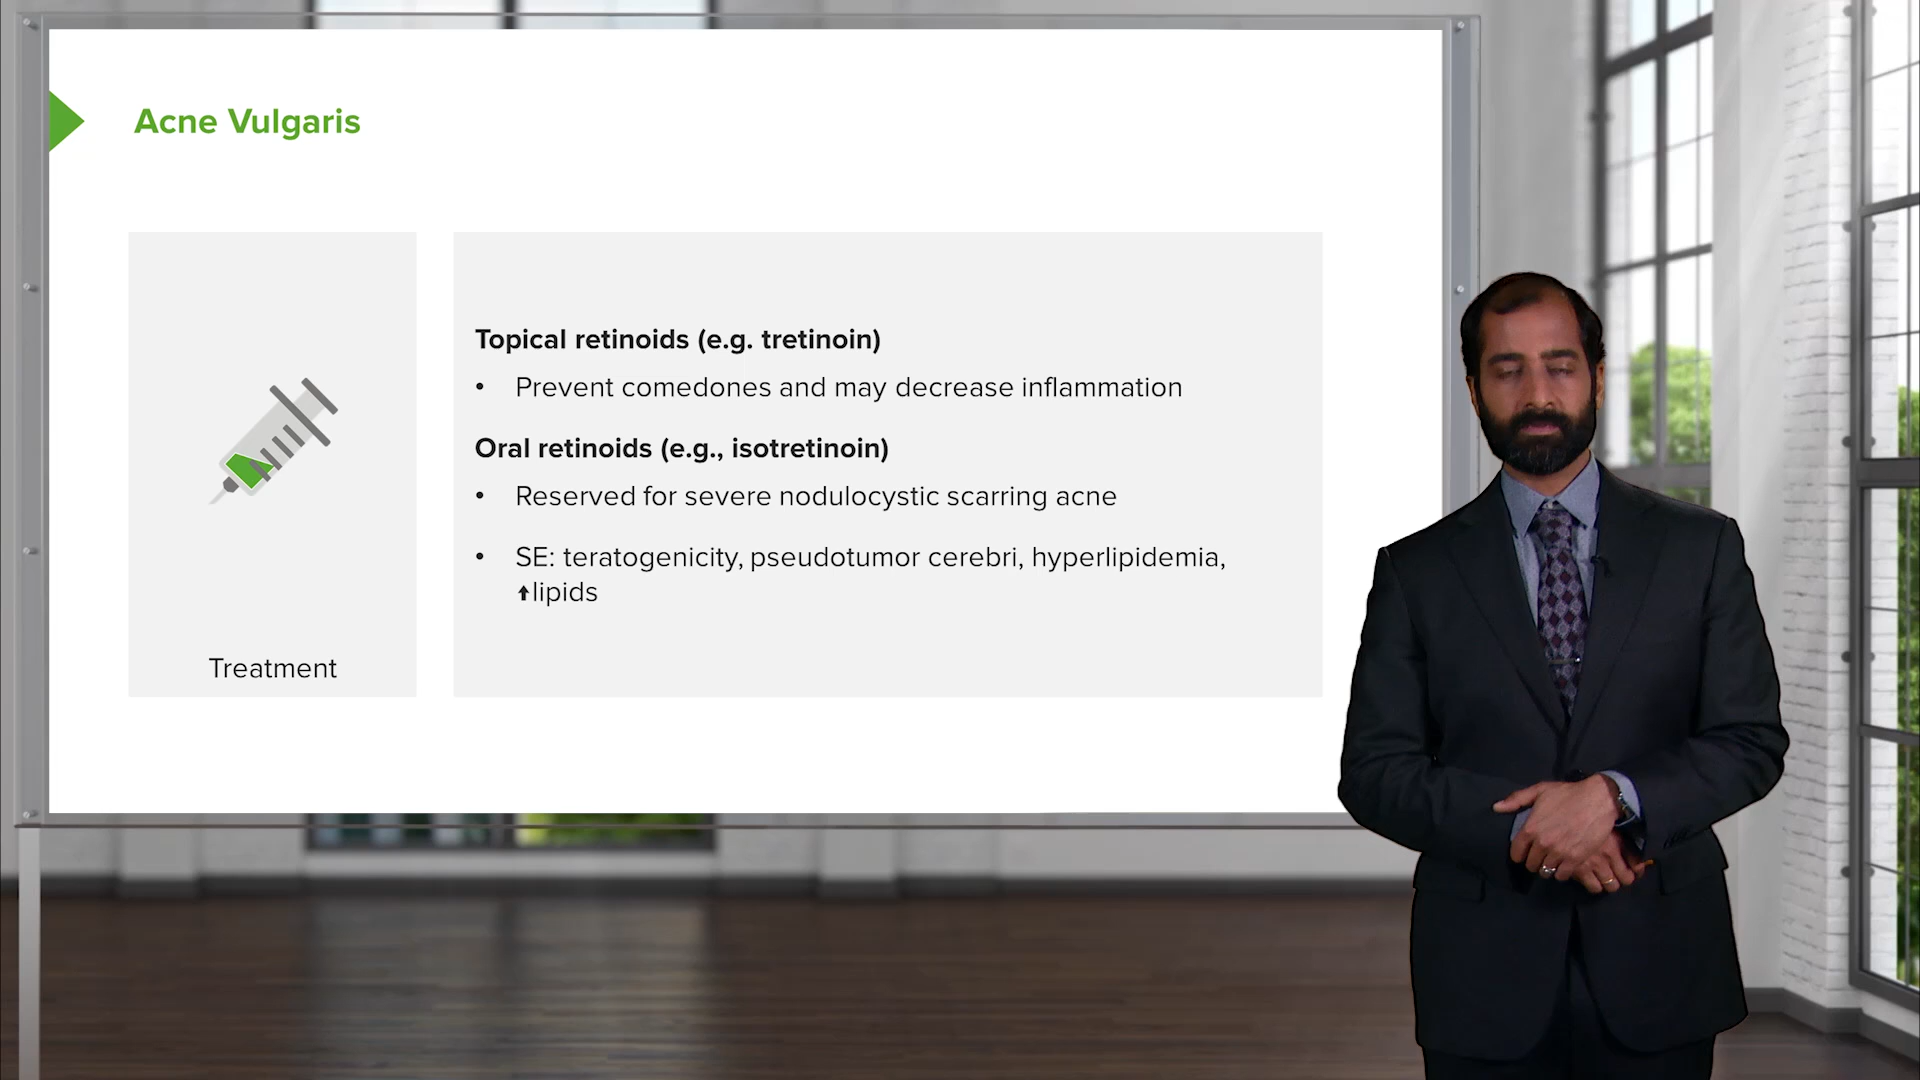 Acne Vulgaris
Topical retinoids (e.g. tretinoin)
• Prevent comedones and may decrease inflammation
Oral retinoids (e.g., isotretinoin)
• Reserved for severe nodulocystic scarring acne
• SE: teratogenicity, pseudotumor cerebri, hyperlipidemia,
⬆lipids
Treatment